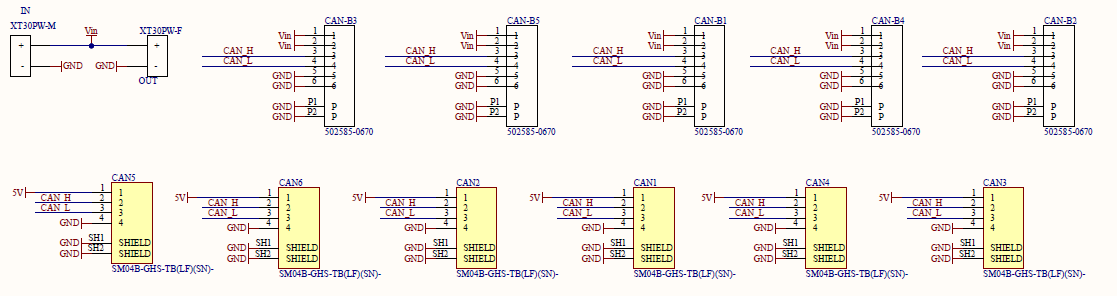 IN
XT30PW-M
+
-
GND
Vin
XT30PW-F
+
-
GND
OUT
CAN-B3
Vin 1 1
Vin 2 2
CAN_H 3 3
CAN_L 4 4
GND 5 5
GND 6 6
GND P1 P
GND P2 P
502585-0670
CAN-B5
Vin 1 1
Vin 2 2
CAN_H 3 3
CAN_L 4 4
GND 5 5
GND 6 6
GND P1 P
GND P2 P
502585-0670
CAN-B1
Vin 1 1
Vin 2 2
CAN_H 3 3
CAN_L 4 4
GND 5 5
GND 6 6
GND P1 P
GND P2 P
502585-0670
CAN-B4
Vin 1 1
Vin 2 2
CAN_H 3 3
CAN_L 4 4
GND 5 5
GND 6 6
GND P1 P
GND P2 P
502585-0670
CAN-B2
Vin 1 1
Vin 2 2
CAN_H 3 3
CAN_L 4 4
GND 5 5
GND 6 6
GND P1 P
GND P2 P
502585-0670
CAN5
5V 1 1
CAN_H 2 2
CAN_L 3 3
GND 4 4
GND SH1 SHIELD
GND SH2 SHIELD
SM04B-GHS-TB(LF)(SN)-
CAN6
5V 1 1
CAN_H 2 2
CAN_L 3 3
GND 4 4
GND SH1 SHIELD
GND SH2 SHIELD
SM04B-GHS-TB(LF)(SN)-
CAN2
5V 1 1
CAN_H 2 2
CAN_L 3 3
GND 4 4
GND SH1 SHIELD
GND SH2 SHIELD
SM04B-GHS-TB(LF)(SN)-
CAN1
5V 1 1
CAN_H 2 2
CAN_L 3 3
GND 4 4
GND SH1 SHIELD
GND SH2 SHIELD
SM04B-GHS-TB(LF)(SN)-
CAN4
5V 1 1
CAN_H 2 2
CAN_L 3 3
GND 4 4
GND SH1 SHIELD
GND SH2 SHIELD
SM04B-GHS-TB(LF)(SN)-
CAN3
5V 1 1
CAN_H 2 2
CAN_L 3 3
GND 4 4
GND SH1 SHIELD
GND SH2 SHIELD
SM04B-GHS-TB(LF)(SN)-